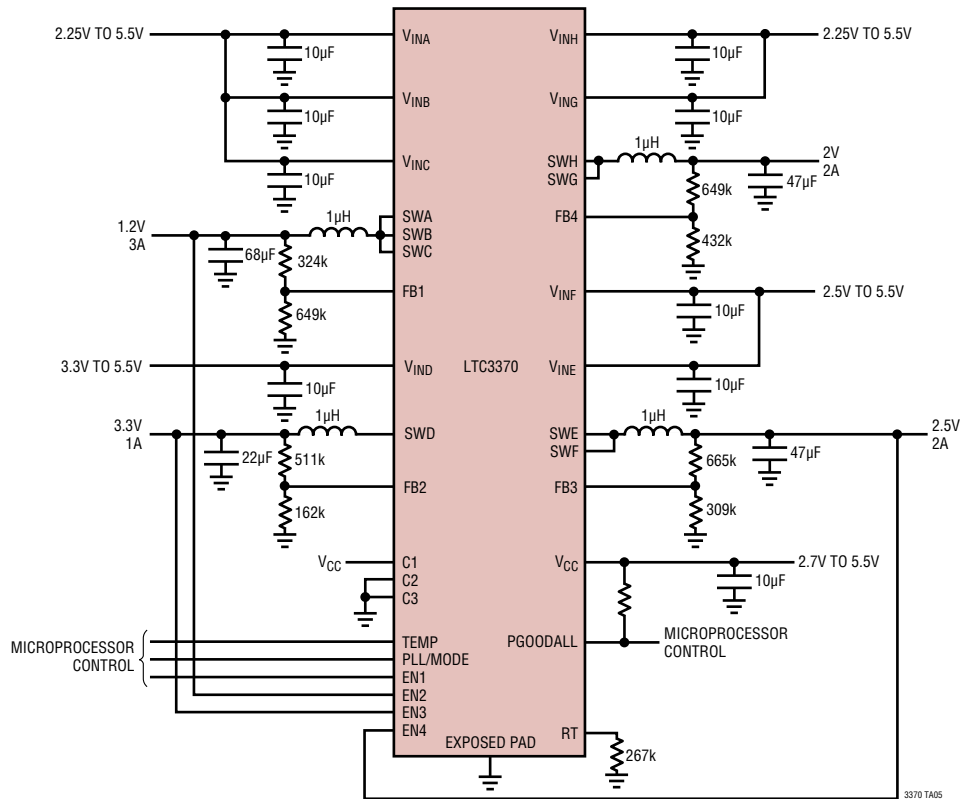 2.25V TO 5.5V
10µF
10µF
10µF
1.2V
3A
1µH
68µF
324k
649k
3.3V TO 5.5V
10µF
3.3V
1A
1µH
22µF
511k
162k
VCC
MICROPROCESSOR
CONTROL
VINA
VINB
VINC
SWA
SWB
SWC
FB1
VIND
SWD
FB2
C1
C2
C3
TEMP
PLL/MODE
EN1
EN2
EN3
EN4
LTC3370
EXPOSED PAD
VINH
VING
SWH
SWG
FB4
VINF
VINE
SWE
SWF
FB3
VCC
PGOODALL
RT
2.25V TO 5.5V
10µF
10µF
1µH
2V
2A
47µF
649k
432k
2.5V TO 5.5V
10µF
10µF
1µH
2.5V
2A
47µF
665k
309k
2.7V TO 5.5V
10µF
MICROPROCESSOR
CONTROL
267k
3370 TA05